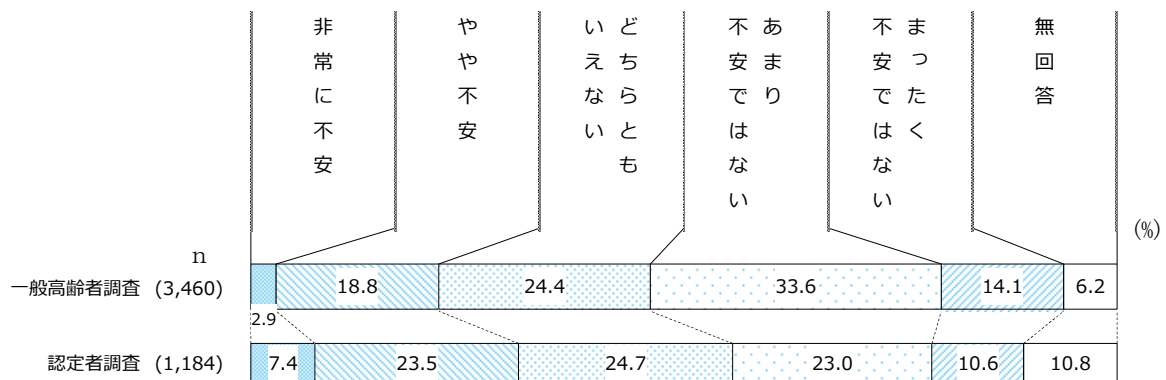 非常に不安
やや不安
どちらとも
いえない
あまり
不安ではない
まったく
不安ではない
無回答
(%)
n
一般高齢者調査 (3,460) 18.8 24.4 33.6 14.1 6.2
2.9
認定者調査 (1,184) 7.4 23.5 24.7 23.0 10.6 10.8